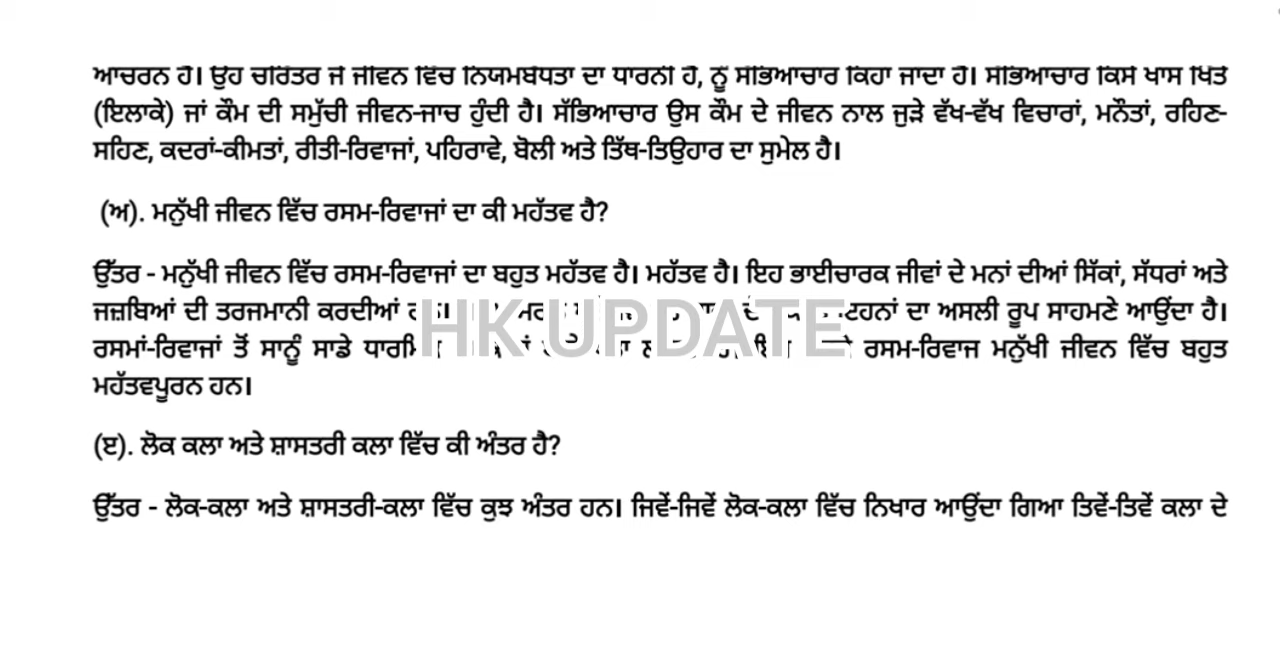 ਆਚਰਨ ਹੈ। ਉਹ ਚਰਿੱਤਰ ਜੋ ਜੀਵਨ ਵਿੱਚ ਨਿਯਮਬੱਧਤਾ ਦਾ ਧਾਰਨੀ ਹੈ, ਨੂੰ ਸੱਭਿਆਚਾਰ ਕਿਹਾ ਜਾਂਦਾ ਹੈ। ਸੱਭਿਆਚਾਰ ਕਿਸੇ ਖਾਸ ਖਿੱਤੇ
(ਇਲਾਕੇ) ਜਾਂ ਕੌਮ ਦੀ ਸਮੁੱਚੀ ਜੀਵਨ-ਜਾਚ ਹੁੰਦੀ ਹੈ। ਸੱਭਿਆਚਾਰ ਉਸ ਕੌਮ ਦੇ ਜੀਵਨ ਨਾਲ ਜੁੜੇ ਵੱਖ-ਵੱਖ ਵਿਚਾਰਾਂ, ਮਨੌਤਾਂ, ਰਹਿਣ-
ਸਹਿਣ, ਕਦਰਾਂ-ਕੀਮਤਾਂ, ਰੀਤੀ-ਰਿਵਾਜਾਂ, ਪਹਿਰਾਵੇ, ਬੋਲੀ ਅਤੇ ਤਿੱਥ-ਤਿਉਹਾਰ ਦਾ ਸੁਮੇਲ ਹੈ।
(ਅ). ਮਨੁੱਖੀ ਜੀਵਨ ਵਿੱਚ ਰਸਮ-ਰਿਵਾਜਾਂ ਦਾ ਕੀ ਮਹੱਤਵ ਹੈ?
ਉੱਤਰ - ਮਨੁੱਖੀ ਜੀਵਨ ਵਿੱਚ ਰਸਮ-ਰਿਵਾਜਾਂ ਦਾ ਬਹੁਤ ਮਹੱਤਵ ਹੈ। ਮਹੱਤਵ ਹੈ। ਇਹ ਭਾਈਚਾਰਕ ਜੀਵਾਂ ਦੇ ਮਨਾਂ ਦੀਆਂ ਸਿੱਕਾਂ, ਸੱਧਰਾਂ ਅਤੇ
ਜਜ਼ਬਿਆਂ ਦੀ ਤਰਜਮਾਨੀ ਕਰਦੀਆਂ ਦਾ ਅਸਲੀ ਰੂਪ ਸਾਹਮਣੇ ਆਉਂਦਾ ਹੈ।
HK UPDATE
ਰਸਮਾਂ-ਰਿਵਾਜਾਂ ਤੋਂ ਸਾਨੂੰ ਸਾਡੇ ਰਸਮ-ਰਿਵਾਜ ਮਨੁੱਖੀ ਜੀਵਨ ਵਿੱਚ ਬਹੁਤ
ਮਹੱਤਵਪੂਰਨ ਹਨ।
(ੲ). ਲੋਕ ਕਲਾ ਅਤੇ ਸ਼ਾਸਤਰੀ ਕਲਾ ਵਿੱਚ ਕੀ ਅੰਤਰ ਹੈ?
ਉੱਤਰ - ਲੋਕ-ਕਲਾ ਅਤੇ ਸ਼ਾਸਤਰੀ-ਕਲਾ ਵਿੱਚ ਕੁਝ ਅੰਤਰ ਹਨ। ਜਿਵੇਂ-ਜਿਵੇਂ ਲੋਕ-ਕਲਾ ਵਿੱਚ ਨਿਖਾਰ ਆਉਂਦਾ ਗਿਆ ਤਿਵੇਂ-ਤਿਵੇਂ ਕਲਾ ਦੇ